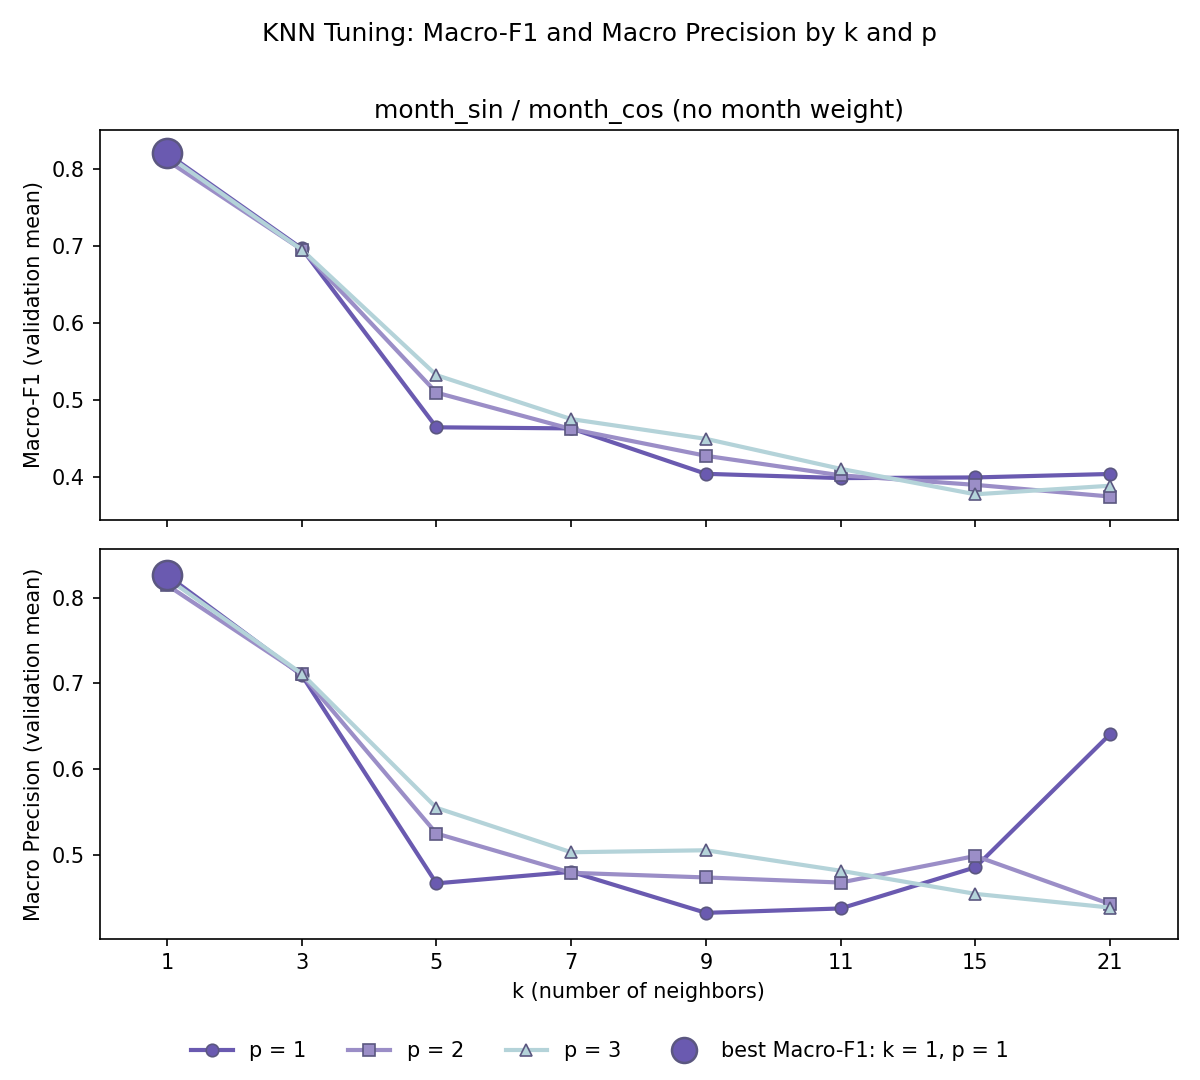 KNN Tuning: Macro-F1 and Macro Precision by k and p
month_sin / month_cos (no month weight)
Macro-F1 (validation mean)
0.8
0.7
0.6
0.5
0.4
Macro Precision (validation mean)
0.8
0.7
0.6
0.5
1 3 5 7 9 11 15 21
k (number of neighbors)
p = 1 p = 2 p = 3 best Macro-F1: k = 1, p = 1